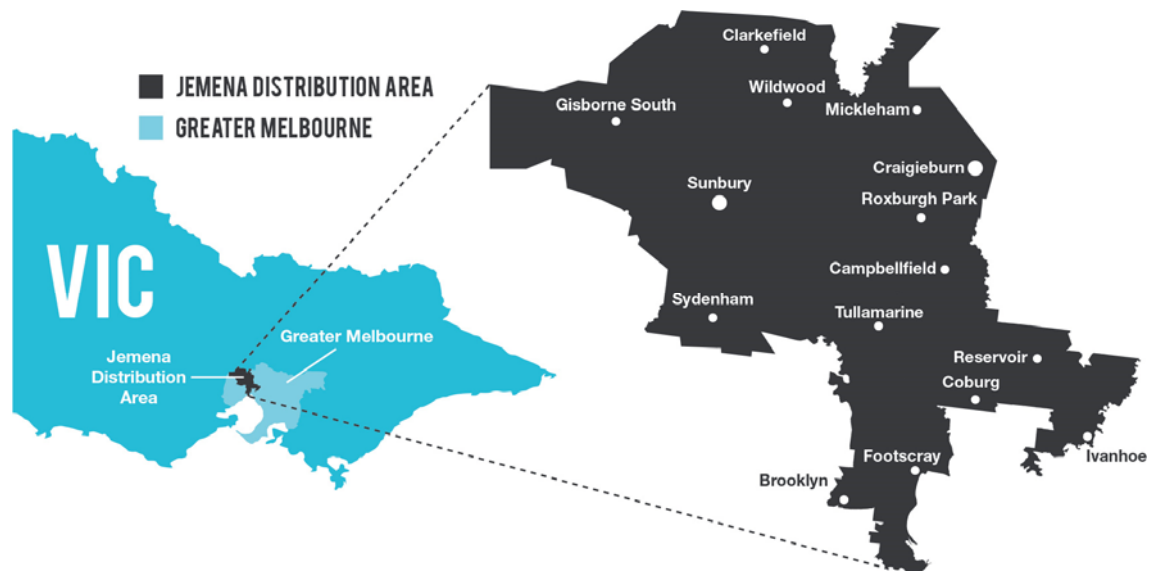 JEMENA DISTRIBUTION AREA
GREATER MELBOURNE
VIC
Greater Melbourne
Jemena
Distribution
Area
Clarkefield
Wildwood
Gisborne South
Mickleham
Craigieburn
Sunbury
Roxburgh Park
Campbellfield
Sydenham
Tullamarine
Reservoir
Coburg
Footscray
Ivanhoe
Brooklyn